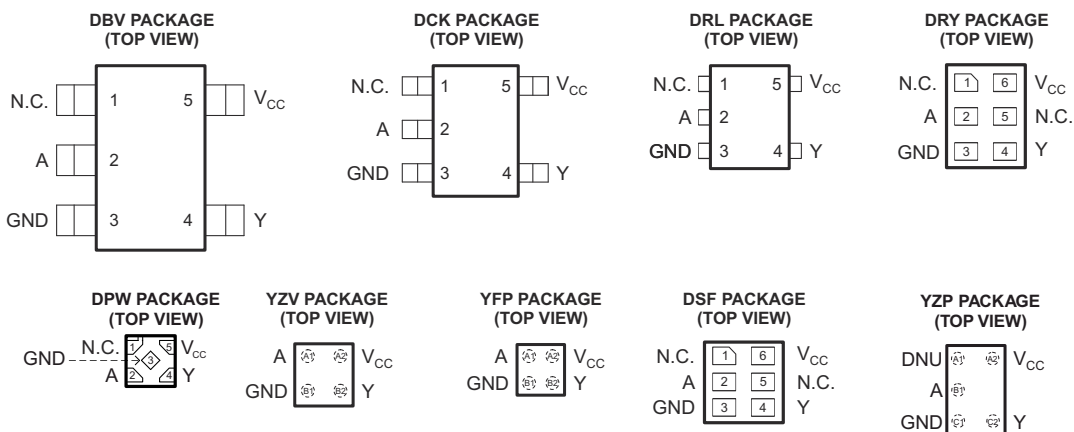 DBV PACKAGE
(TOP VIEW)
N.C. 1 5 VCC
A 2
GND 3 4 Y
DCK PACKAGE
(TOP VIEW)
N.C. 1 5 VCC
A 2
GND 3 4 Y
DRL PACKAGE
(TOP VIEW)
N.C. 1 5 VCC
A 2
GND 3 4 Y
DRY PACKAGE
(TOP VIEW)
N.C. 1 6 VCC
A 2 5 N.C.
GND 3 4 Y
DPW PACKAGE
(TOP VIEW)
N.C. 1 5 VCC
GND 3
A 2 4 Y
YZV PACKAGE
(TOP VIEW)
A A1 A2 VCC
GND B1 B2 Y
YFP PACKAGE
(TOP VIEW)
A A1 A2 VCC
GND B1 B2 Y
DSF PACKAGE
(TOP VIEW)
N.C. 1 6 VCC
A 2 5 N.C.
GND 3 4 Y
YZP PACKAGE
(TOP VIEW)
DNU A1 A2 VCC
A B1
GND C1 C2 Y